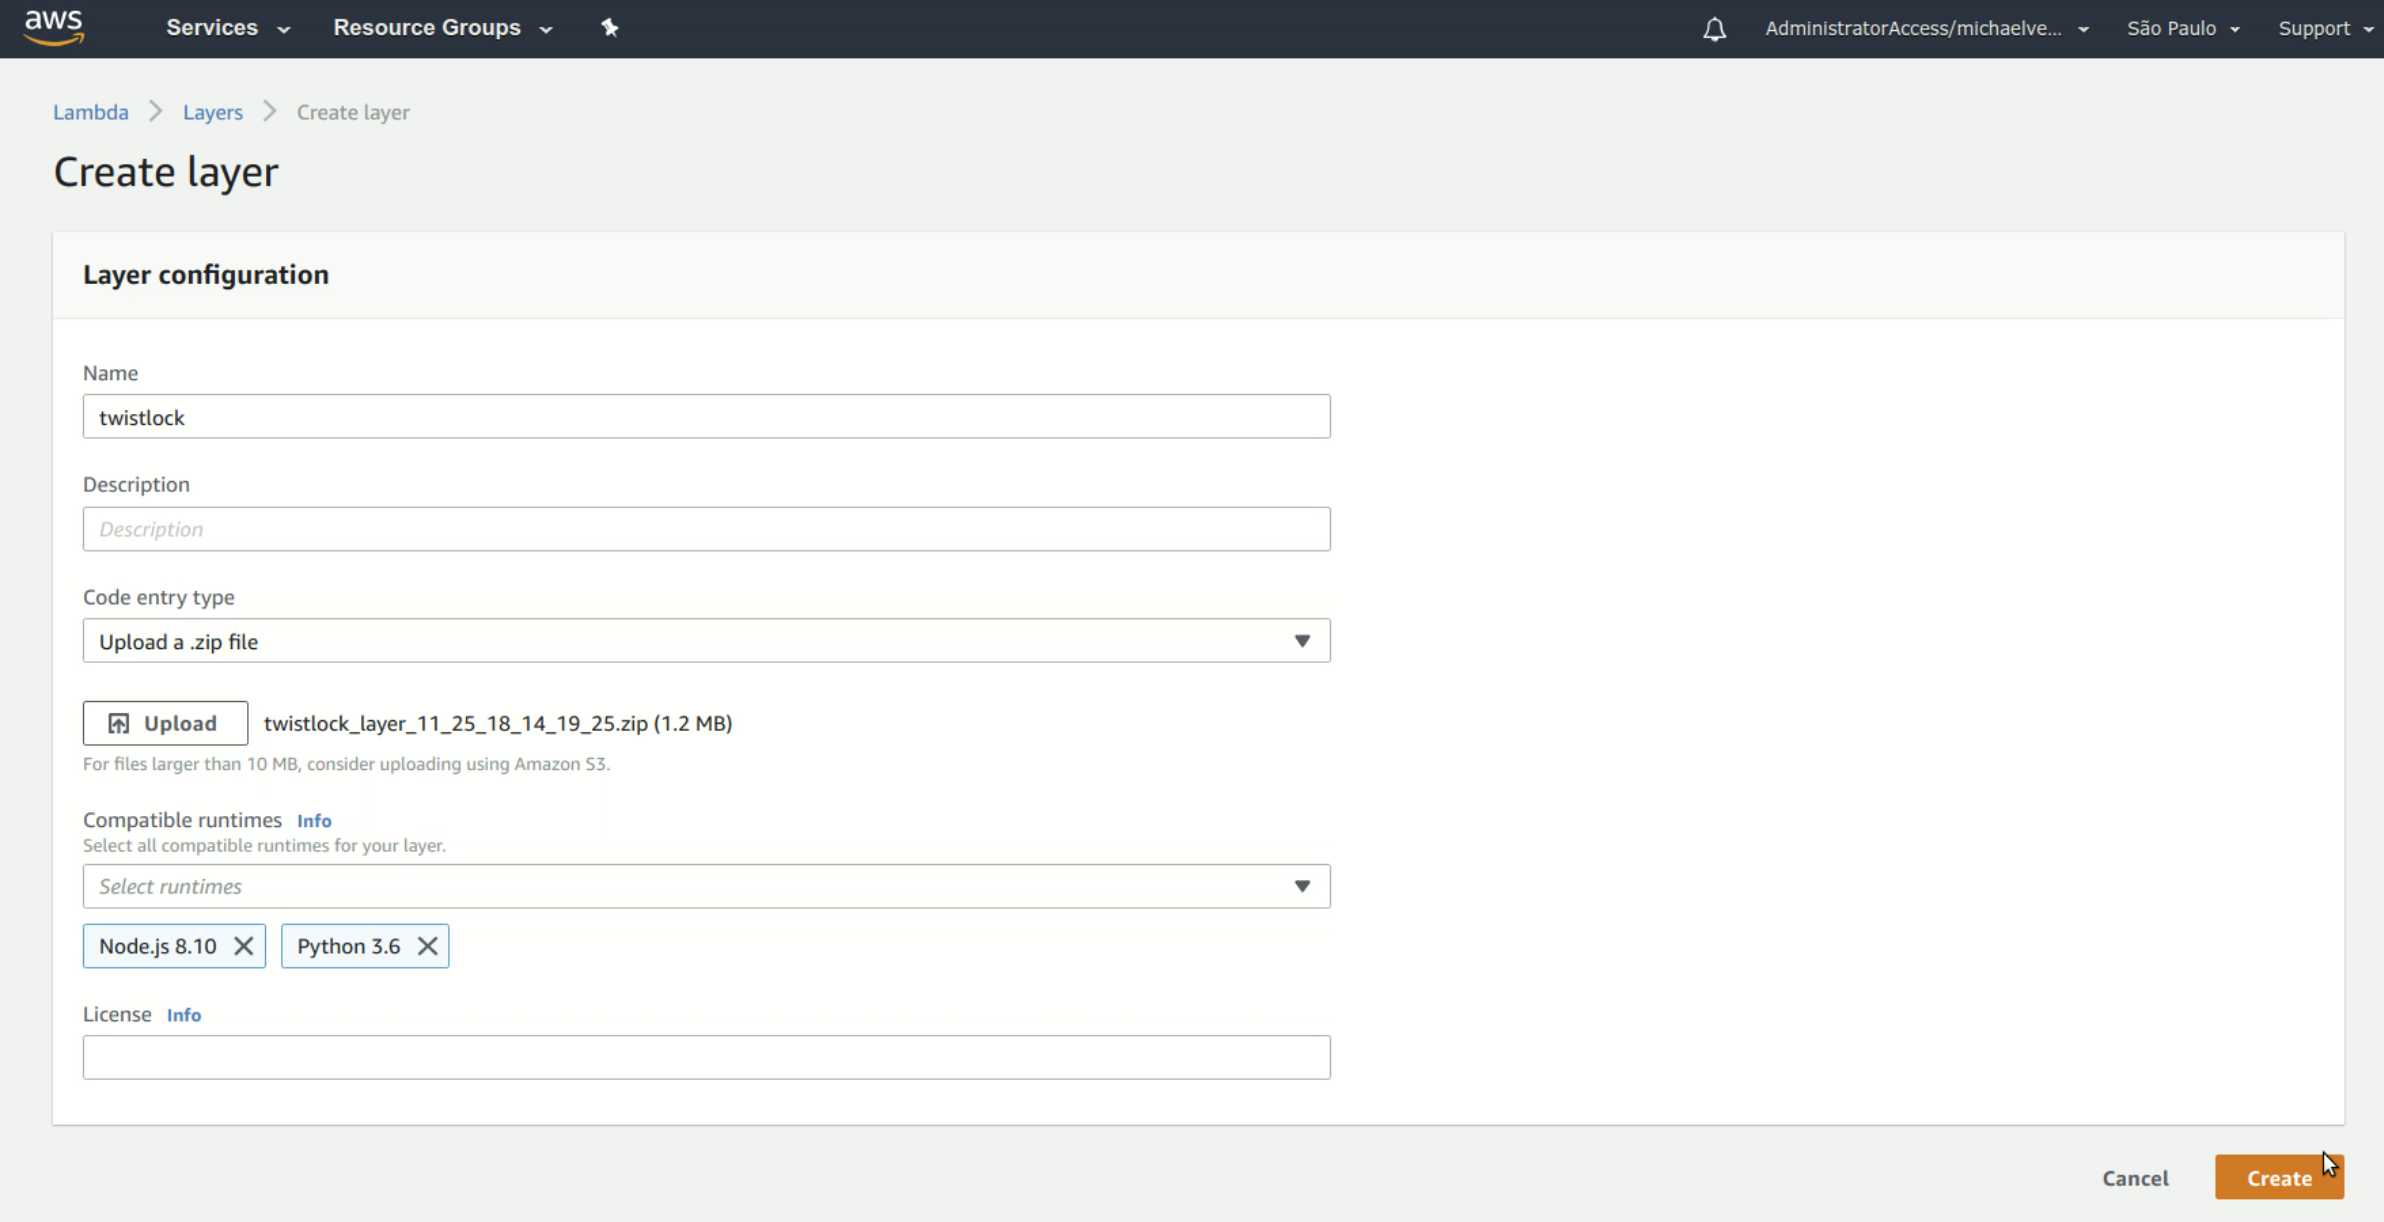 aws Services Resource Groups AdministratorAccess/michaelve... São Paulo Support
Lambda Layers Create layer
Create layer
Layer configuration
Name
twistlock
Description
Description
Code entry type
Upload a .zip file
Upload twistlock_layer_11_25_18_14_19_25.zip (1.2 MB)
For files larger than 10 MB, consider uploading using Amazon S3.
Compatible runtimes Info
Select all compatible runtimes for your layer.
Select runtimes
Node.js 8.10 Python 3.6
License Info
Cancel Create